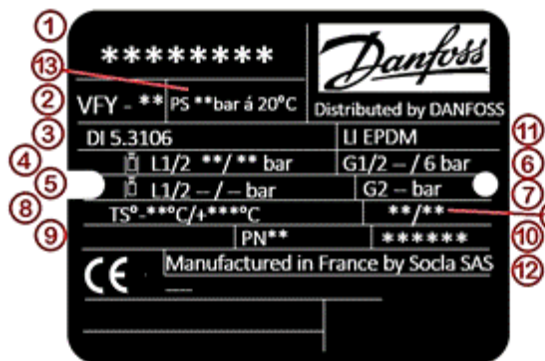 1
********
Danfoss
13
2
VFY - ** PS **bar á 20°C
Distributed by DANFOSS
3
DI 5.3106 LI EPDM
11
4
L1/2 **/** bar G1/2 – / 6 bar
6
5
L1/2 – / – bar G2 – bar
7
8
TS°-**°C/+***°C **/**
9
PN** ******
10
Manufactured in France by Socla SAS
12
CE